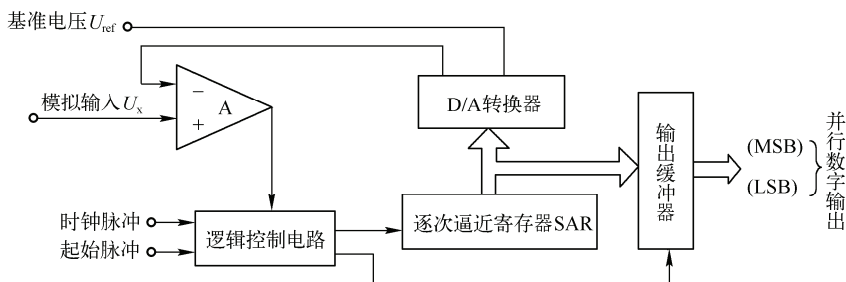 基准电压Uref
模拟输入Ux
−
+
A
D/A转换器
输出缓冲器
(MSB)
(LSB)
并行数字输出
时钟脉冲
起始脉冲
逻辑控制电路
逐次逼近寄存器SAR